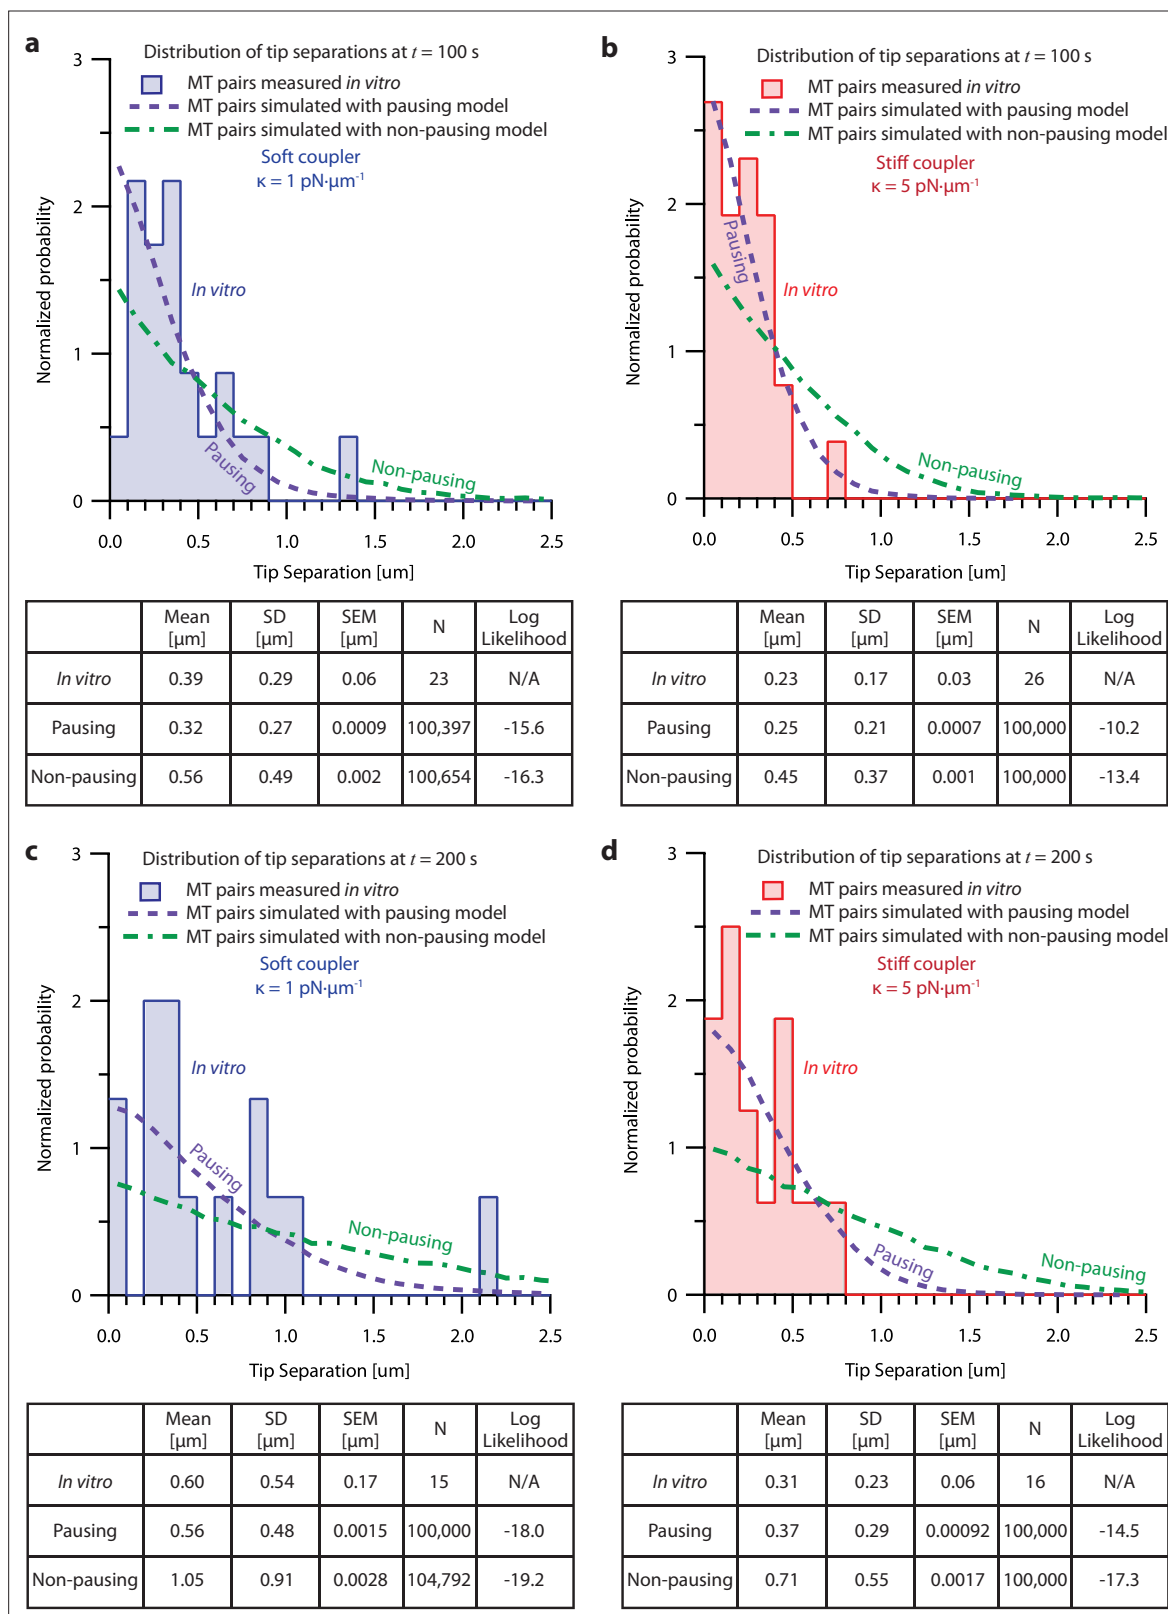 a
Distribution of tip separations at t = 100 s
MT pairs measured in vitro
MT pairs simulated with pausing model
MT pairs simulated with non-pausing model
Soft coupler
κ = 1 pN·µm-1
Normalized probability
3
2
1
0
In vitro
Pausing
Non-pausing
0.0 0.5 1.0 1.5 2.0 2.5
Tip Separation [um]
Mean [µm] SD [µm] SEM [µm] N Log Likelihood
In vitro 0.39 0.29 0.06 23 N/A
Pausing 0.32 0.27 0.0009 100,397 -15.6
Non-pausing 0.56 0.49 0.002 100,654 -16.3
b
Distribution of tip separations at t = 100 s
MT pairs measured in vitro
MT pairs simulated with pausing model
MT pairs simulated with non-pausing model
Stiff coupler
κ = 5 pN·µm-1
Normalized probability
3
2
1
0
Pausing
In vitro
Non-pausing
0.0 0.5 1.0 1.5 2.0 2.5
Tip Separation [um]
Mean [µm] SD [µm] SEM [µm] N Log Likelihood
In vitro 0.23 0.17 0.03 26 N/A
Pausing 0.25 0.21 0.0007 100,000 -10.2
Non-pausing 0.45 0.37 0.001 100,000 -13.4
c
Distribution of tip separations at t = 200 s
MT pairs measured in vitro
MT pairs simulated with pausing model
MT pairs simulated with non-pausing model
Soft coupler
κ = 1 pN·µm-1
Normalized probability
3
2
1
0
In vitro
Pausing
Non-pausing
0.0 0.5 1.0 1.5 2.0 2.5
Tip Separation [um]
Mean [µm] SD [µm] SEM [µm] N Log Likelihood
In vitro 0.60 0.54 0.17 15 N/A
Pausing 0.56 0.48 0.0015 100,000 -18.0
Non-pausing 1.05 0.91 0.0028 104,792 -19.2
d
Distribution of tip separations at t = 200 s
MT pairs measured in vitro
MT pairs simulated with pausing model
MT pairs simulated with non-pausing model
Stiff coupler
κ = 5 pN·µm-1
Normalized probability
3
2
1
0
In vitro
Pausing
Non-pausing
0.0 0.5 1.0 1.5 2.0 2.5
Tip Separation [um]
Mean [µm] SD [µm] SEM [µm] N Log Likelihood
In vitro 0.31 0.23 0.06 16 N/A
Pausing 0.37 0.29 0.00092 100,000 -14.5
Non-pausing 0.71 0.55 0.0017 100,000 -17.3